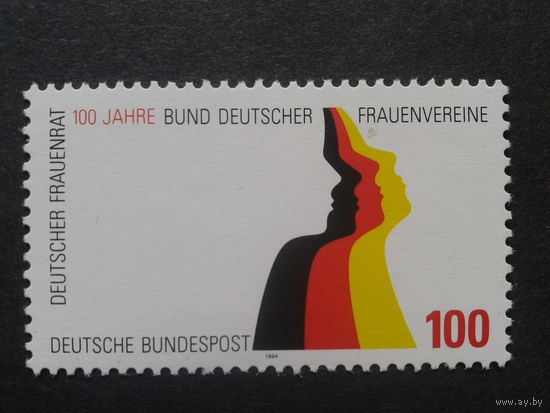 100 JAHRE BUND DEUTSCHER FRAUENVEREINE
DEUTSCHER FRAUENRAT
DEUTSCHE BUNDESPOST
1994
100
www.ay.by